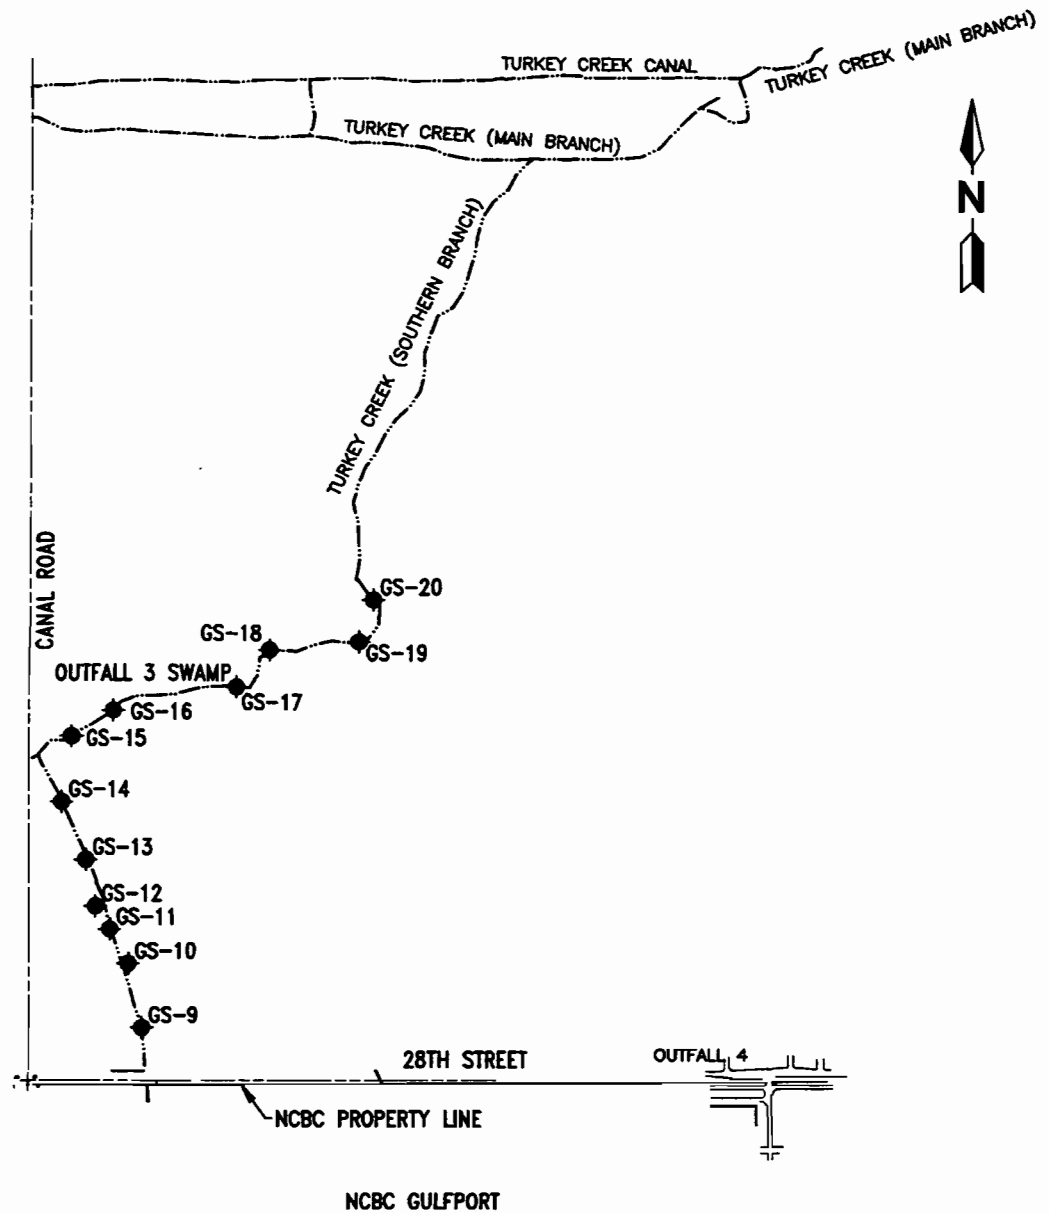 TURKEY CREEK (MAIN BRANCH)
TURKEY CREEK CANAL
TURKEY CREEK (MAIN BRANCH)
N
TURKEY CREEK (SOUTHERN BRANCH)
CANAL ROAD
GS-20
GS-18
GS-19
OUTFALL 3 SWAMP
GS-17
GS-16
GS-15
GS-14
GS-13
GS-12
GS-11
GS-10
GS-9
28TH STREET
OUTFALL 4
NCBC PROPERTY LINE
NCBC GULFPORT